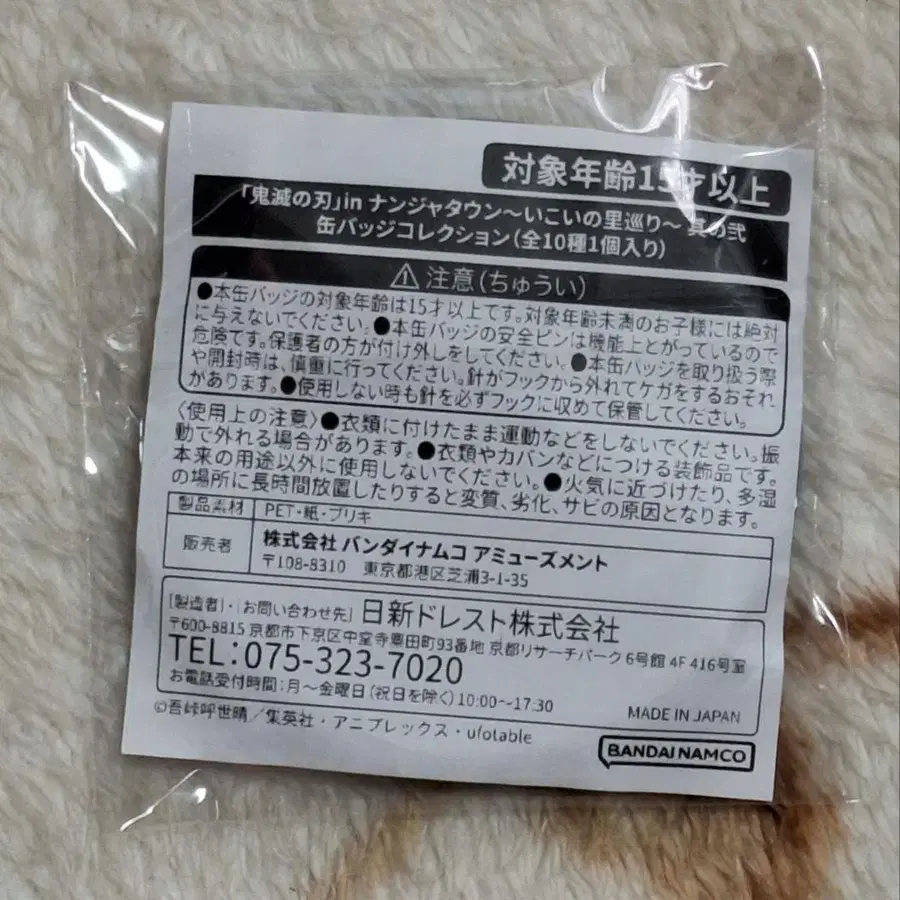 対象年齢15才以上
「鬼滅の刃」in ナンジャタウン〜いこいの里巡り〜 其の弐
缶バッジコレクション(全10種1個入り)
⚠注意(ちゅうい)
●本缶バッジの対象年齢は15才以上です。対象年齢未満のお子様には絶対
に与えないでください。●本缶バッジの安全ピンは機能上とがっているので
危険です。保護者の方が付け外しをしてください。●本缶バッジを取り扱う際
や開封時は、慎重に行ってください。針がフックから外れてケガをするおそれ
があります。●使用しない時も針を必ずフックに収めて保管してください。
〈使用上の注意〉●衣類に付けたまま運動などをしないでください。振
動で外れる場合があります。●衣類やカバンなどにつける装飾品です。
本来の用途以外に使用しないでください。●火気に近づけたり、多湿
の場所に長時間放置したりすると変質、劣化、サビの原因となります。
製品素材 PET・紙・ブリキ
販売者 株式会社 バンダイナムコ アミューズメント
〒108-8310 東京都港区芝浦3-1-35
[製造者]・[お問い合わせ先] 日新ドレスト株式会社
〒600-8815 京都市下京区中堂寺粟田町93番地 京都リサーチパーク 6号館 4F 416号室
TEL:075-323-7020
お電話受付時間:月〜金曜日(祝日を除く)10:00〜17:30
MADE IN JAPAN
©吾峠呼世晴/集英社・アニプレックス・ufotable
BANDAI NAMCO